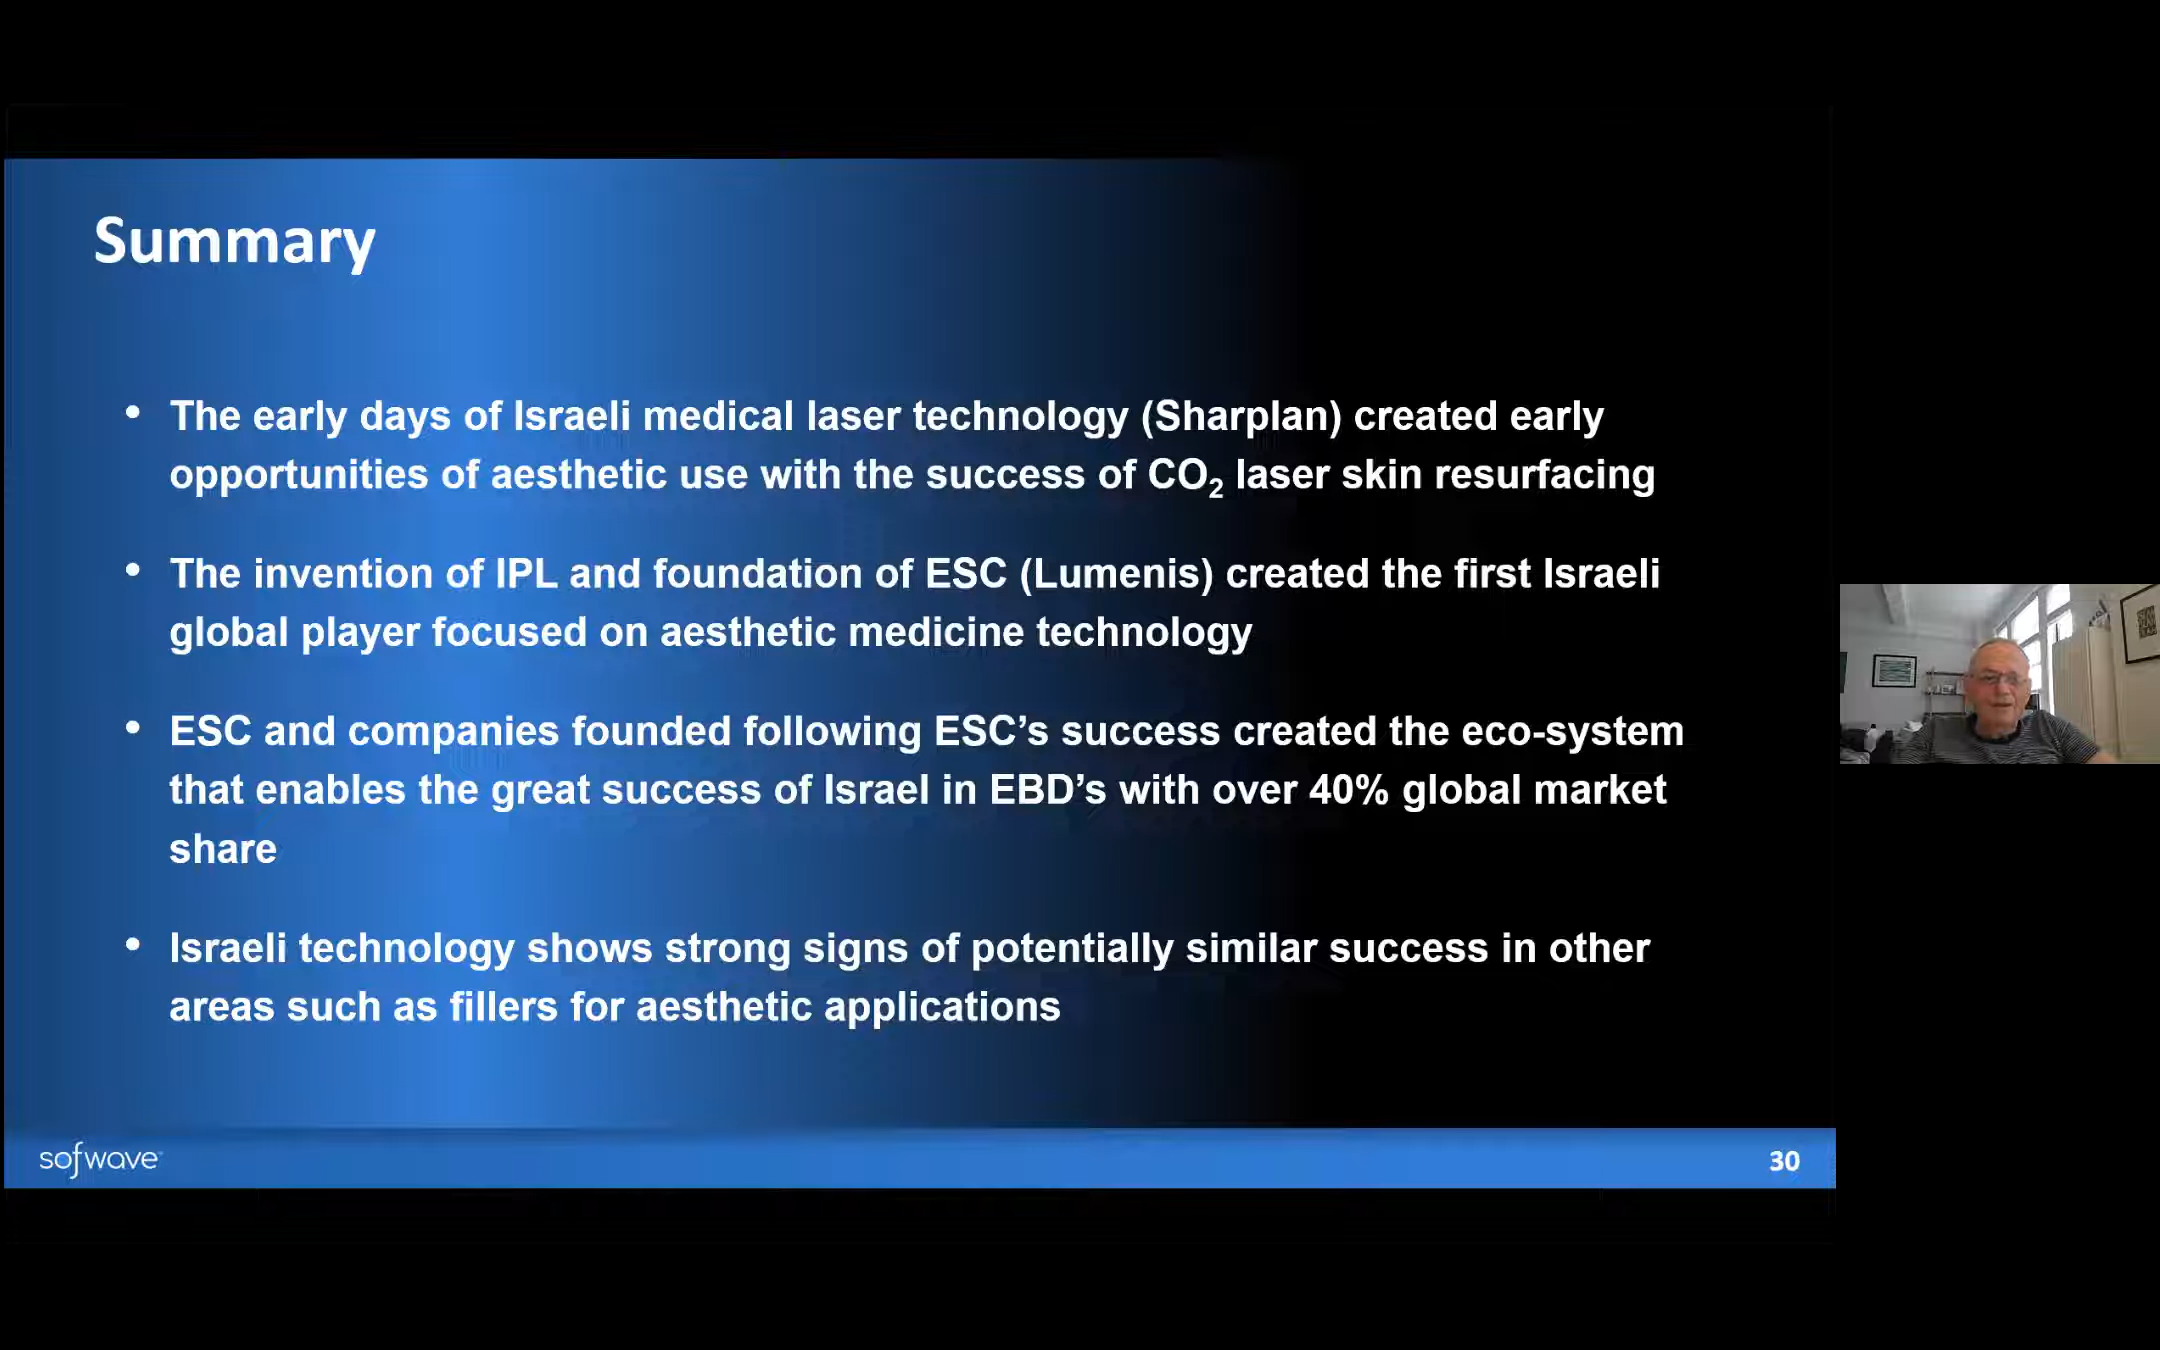 Summary
• The early days of Israeli medical laser technology (Sharplan) created early
opportunities of aesthetic use with the success of CO₂ laser skin resurfacing
• The invention of IPL and foundation of ESC (Lumenis) created the first Israeli
global player focused on aesthetic medicine technology
• ESC and companies founded following ESC’s success created the eco-system
that enables the great success of Israel in EBD’s with over 40% global market
share
• Israeli technology shows strong signs of potentially similar success in other
areas such as fillers for aesthetic applications
sofwave
30